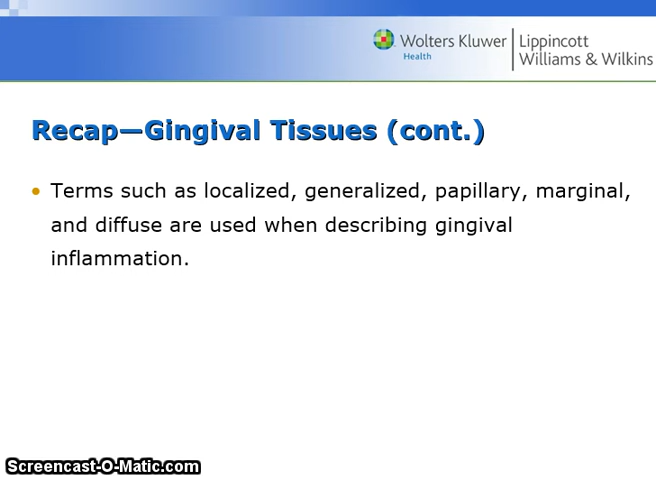 Wolters Kluwer
Health
Lippincott
Williams & Wilkins
Recap—Gingival Tissues (cont.)
• Terms such as localized, generalized, papillary, marginal,
and diffuse are used when describing gingival
inflammation.
Screencast-O-Matic.com